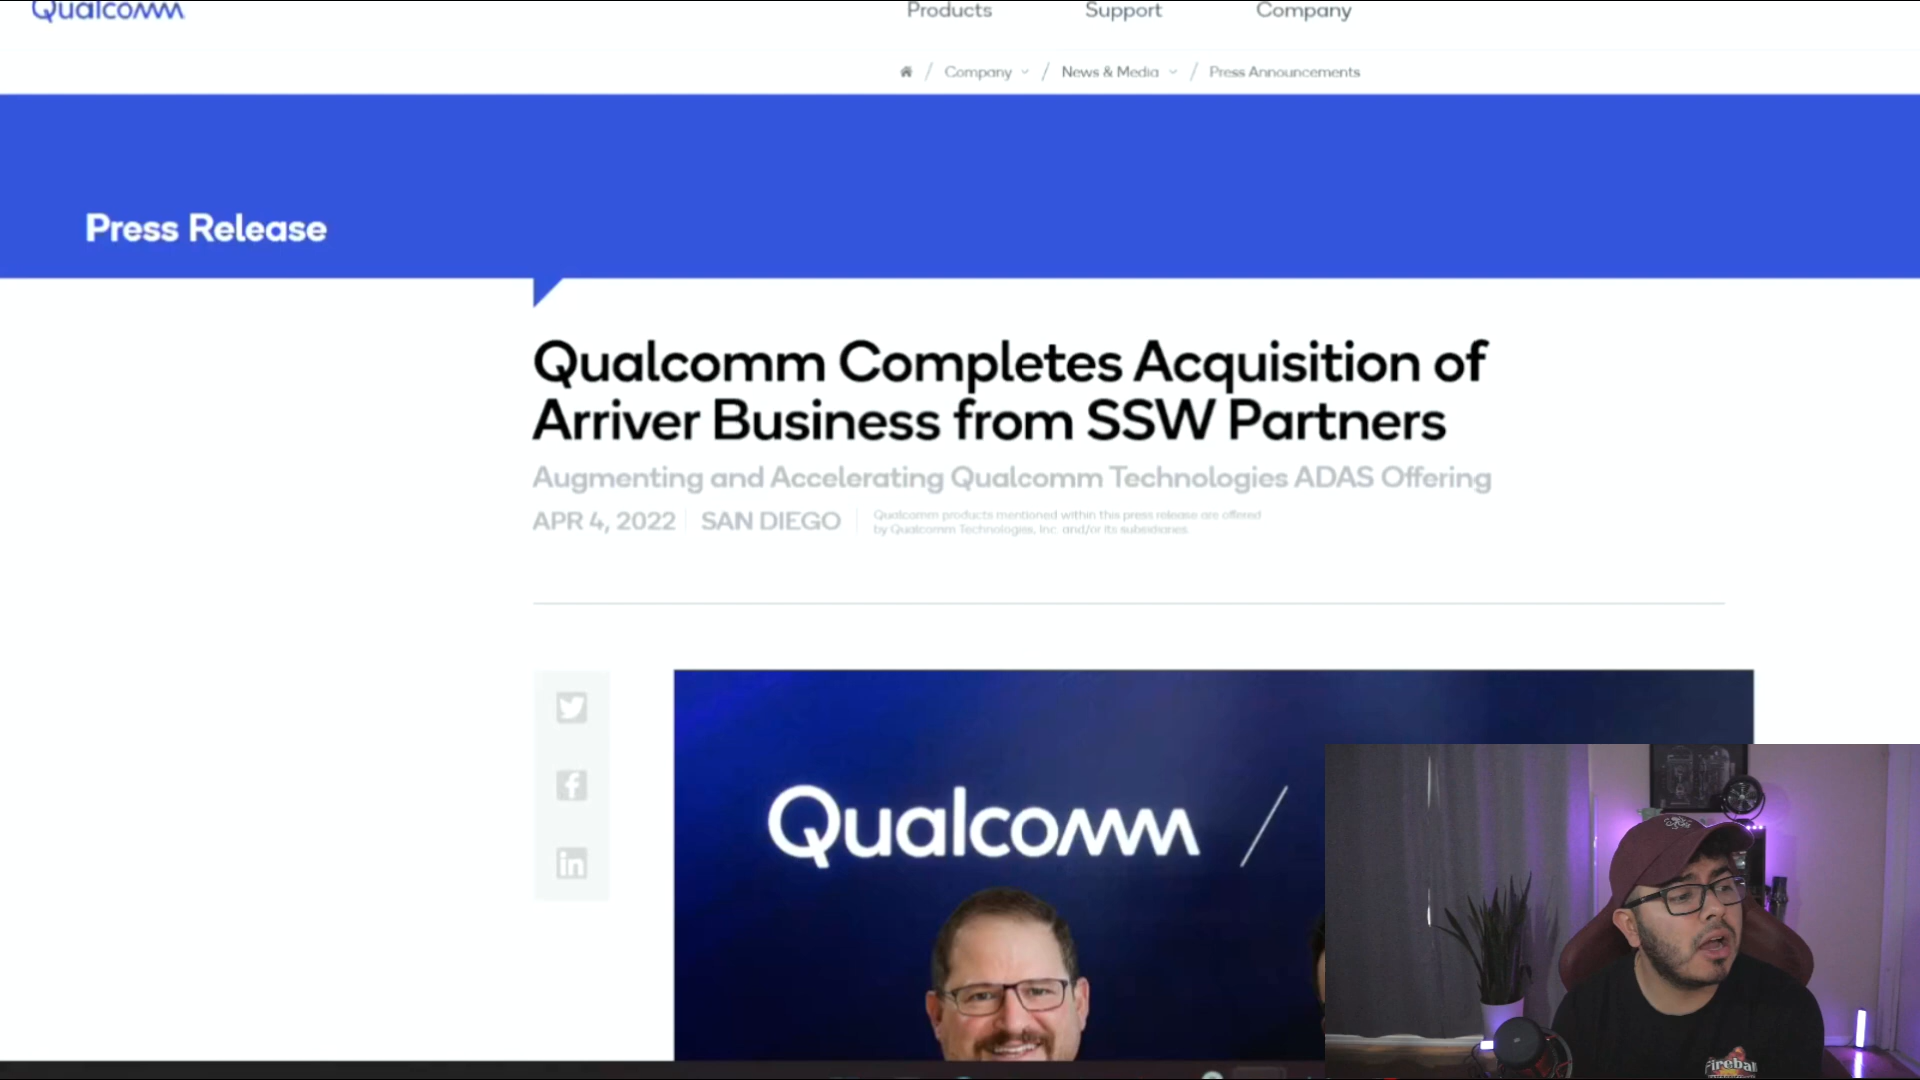 Qualcomm
Products Support Company
/ Company / News & Media / Press Announcements
Press Release
Qualcomm Completes Acquisition of
Arriver Business from SSW Partners
Augmenting and Accelerating Qualcomm Technologies ADAS Offering
APR 4, 2022 SAN DIEGO
Qualcomm products mentioned within this press release are offered
by Qualcomm Technologies, Inc. and/or its subsidiaries.
Qualcomm /
Fireball